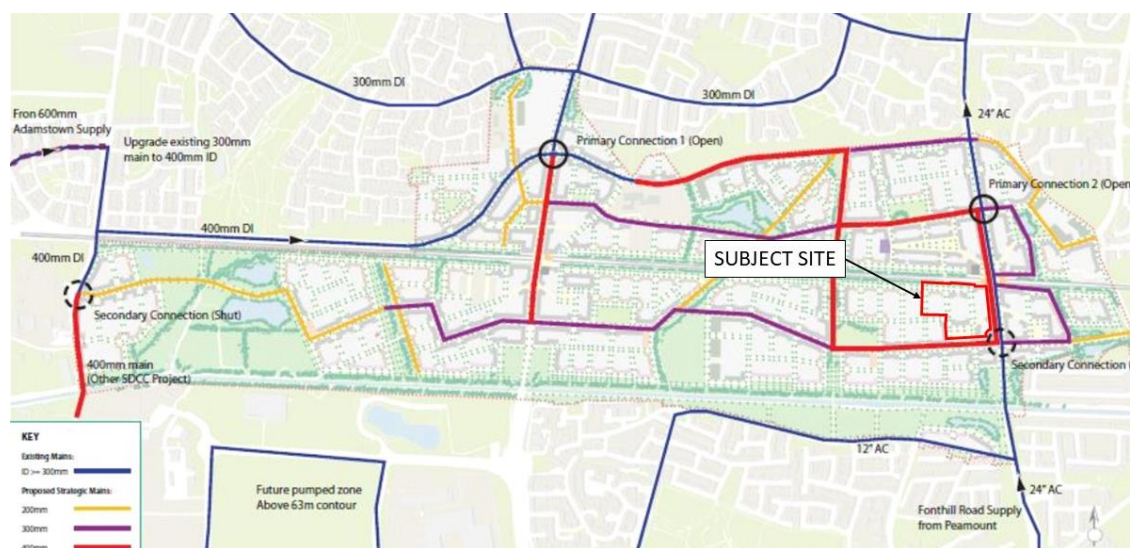 300mm DI
300mm DI
24" AC
Fron 600mm
Adamstown Supply
Upgrade existing 300mm
main to 400mm ID
Primary Connection 1 (Open)
Primary Connection 2 (Open
400mm DI
400mm DI
SUBJECT SITE
Secondary Connection (Shut)
Secondary Connection (
400mm main
(Other SDCC Project)
12" AC
KEY
Existing Mains:
ID >= 300mm
Proposed Strategic Mains:
200mm
300mm
400mm
Future pumped zone
Above 63m contour
24" AC
Fonthill Road Supply
from Peamount